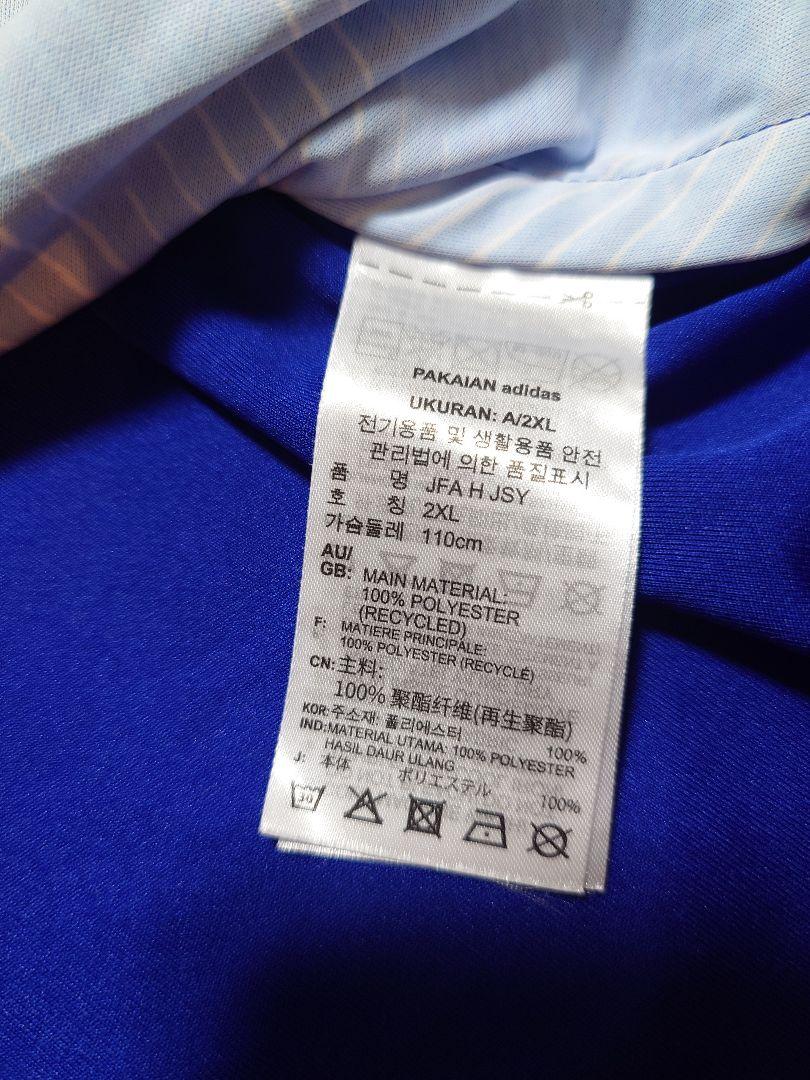 PAKAIAN adidas
UKURAN: A/2XL
전기용품 및 생활용품 안전
관리법에 의한 품질표시
품 명 JFA H JSY
호 칭 2XL
가슴둘레 110cm
AU/
GB: MAIN MATERIAL:
100% POLYESTER
(RECYCLED)
F: MATIERE PRINCIPALE:
100% POLYESTER (RECYCLÉ)
CN: 主料:
100% 聚酯纤维(再生聚酯)
KOR: 주소재: 폴리에스터 100%
IND: MATERIAL UTAMA: 100% POLYESTER
HASIL DAUR ULANG
J: 本体 ポリエステル 100%
30